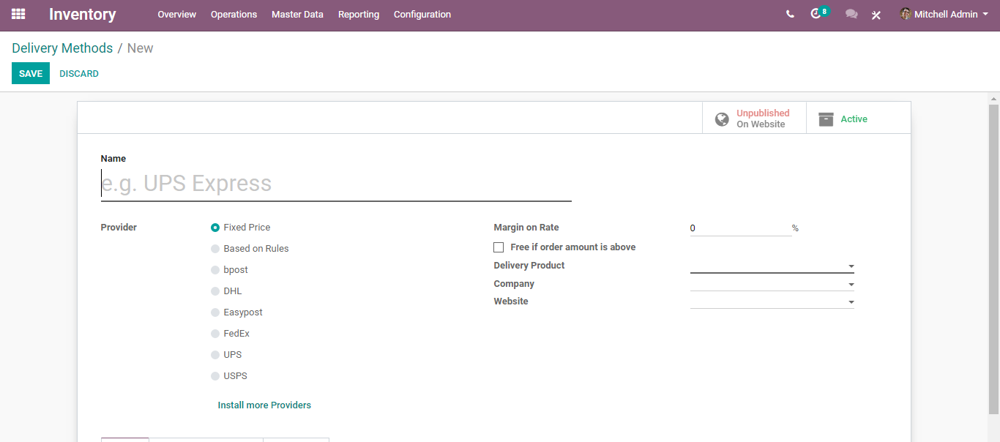 Inventory Overview Operations Master Data Reporting Configuration 8 Mitchell Admin
Delivery Methods / New
SAVE DISCARD
Unpublished
On Website
Active
Name
e.g. UPS Express
Provider
Fixed Price
Based on Rules
bpost
DHL
Easypost
FedEx
UPS
USPS
Install more Providers
Margin on Rate 0 %
Free if order amount is above
Delivery Product
Company
Website